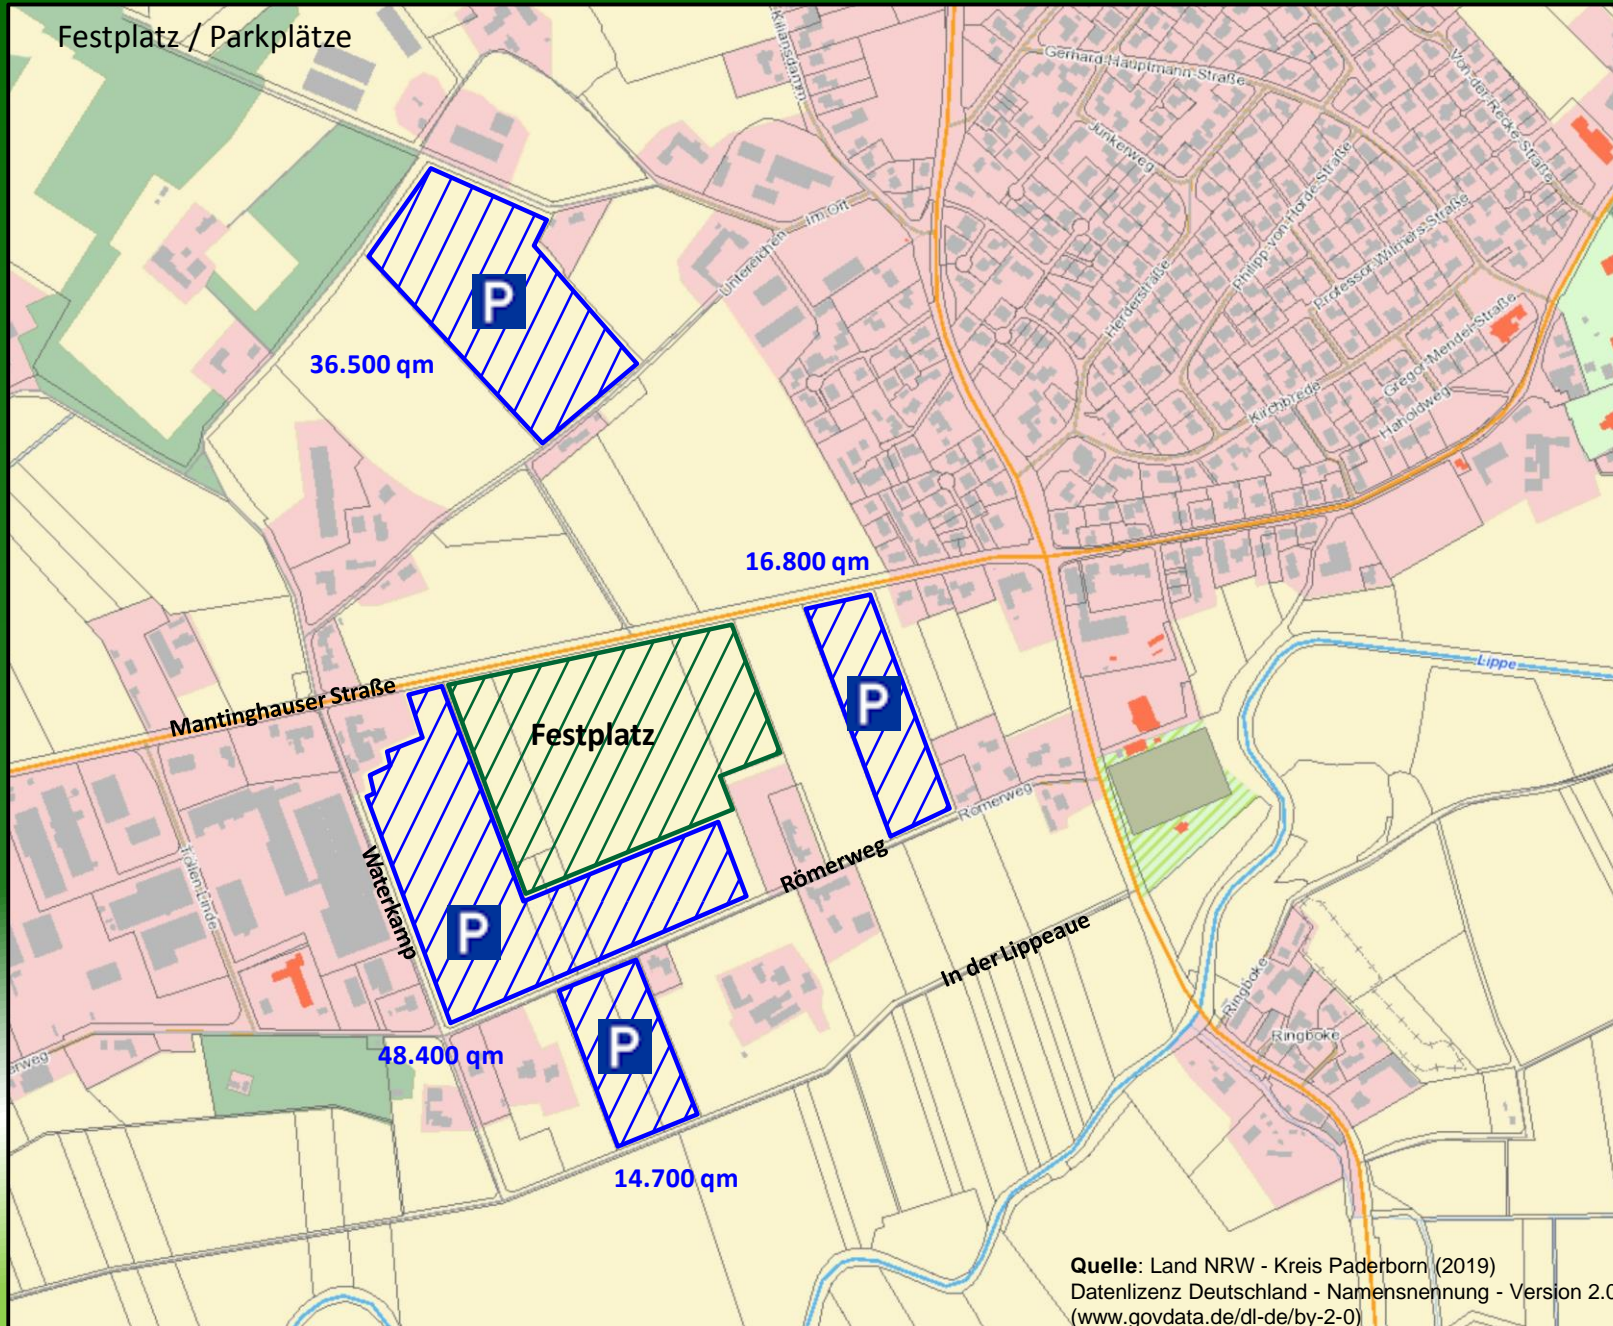 Festplatz / Parkplätze
Kiliansdamm
Gerhard-Hauptmann-Straße
Von-der-Recke-Straße
Junkerweg
Im Ort
Untereichen
Philipp-von-Hörde-Straße
Professor-Wilmers-Straße
Herderstraße
Gregor-Mendel-Straße
Kirchbrede
Haholdweg
P
36.500 qm
16.800 qm
Lippe
Mantinghauser Straße
P
Festplatz
Römerweg
Römerweg
Waterkamp
Töllen Linde
P
In der Lippeaue
Ringboke
Ringboke
P
48.400 qm
erweg
14.700 qm
Quelle: Land NRW - Kreis Paderborn (2019)
Datenlizenz Deutschland - Namensnennung - Version 2.0
(www.govdata.de/dl-de/by-2-0)